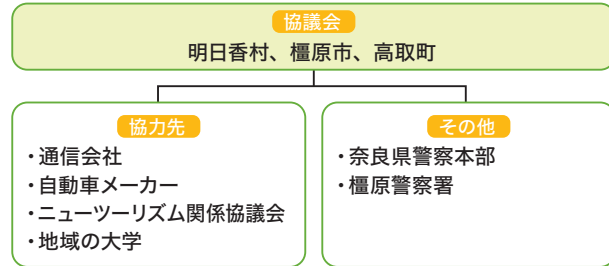 協議会
明日香村、橿原市、高取町
協力先
・通信会社
・自動車メーカー
・ニューツーリズム関係協議会
・地域の大学
その他
・奈良県警察本部
・橿原警察署